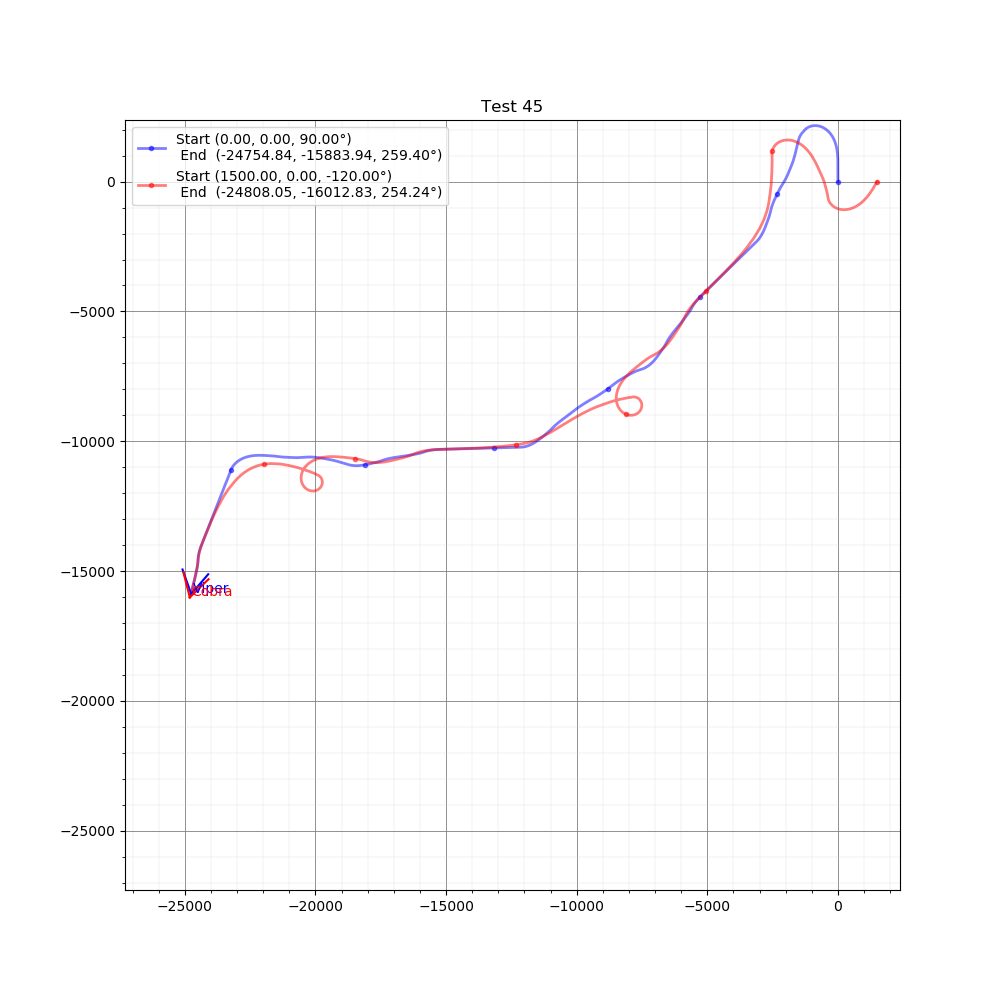 Test 45
Start (0.00, 0.00, 90.00°)
End (-24754.84, -15883.94, 259.40°)
Start (1500.00, 0.00, -120.00°)
End (-24808.05, -16012.83, 254.24°)
0
−5000
−10000
−15000
−20000
−25000
Viper
Cobra
−25000
−20000
−15000
−10000
−5000
0